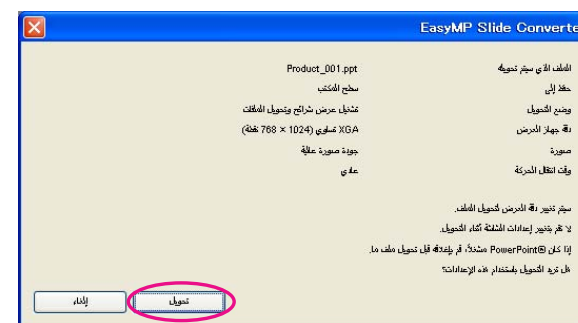 EasyMP Slide Converte
الملف الذي سيتم تحويله Product_001.ppt
حفظ إلى سطح المكتب
وضع التحويل تشغيل عرض شرائح وتحويل الملفات
دقة جهاز العرض XGA تساوي (1024 × 768 نقطة)
صورة جودة صورة عالية
وقت انتقال الحركة عادي
سيتم تغيير دقة العرض لتحويل الملف.
لا تقم بتغيير إعدادات الشاشة أثناء التحويل.
إذا كان PowerPoint® مشغلاً، قم بإغلاقه قبل تحويل ملف ما.
هل تريد التحويل باستخدام هذه الإعدادات؟
تحويل إلغاء